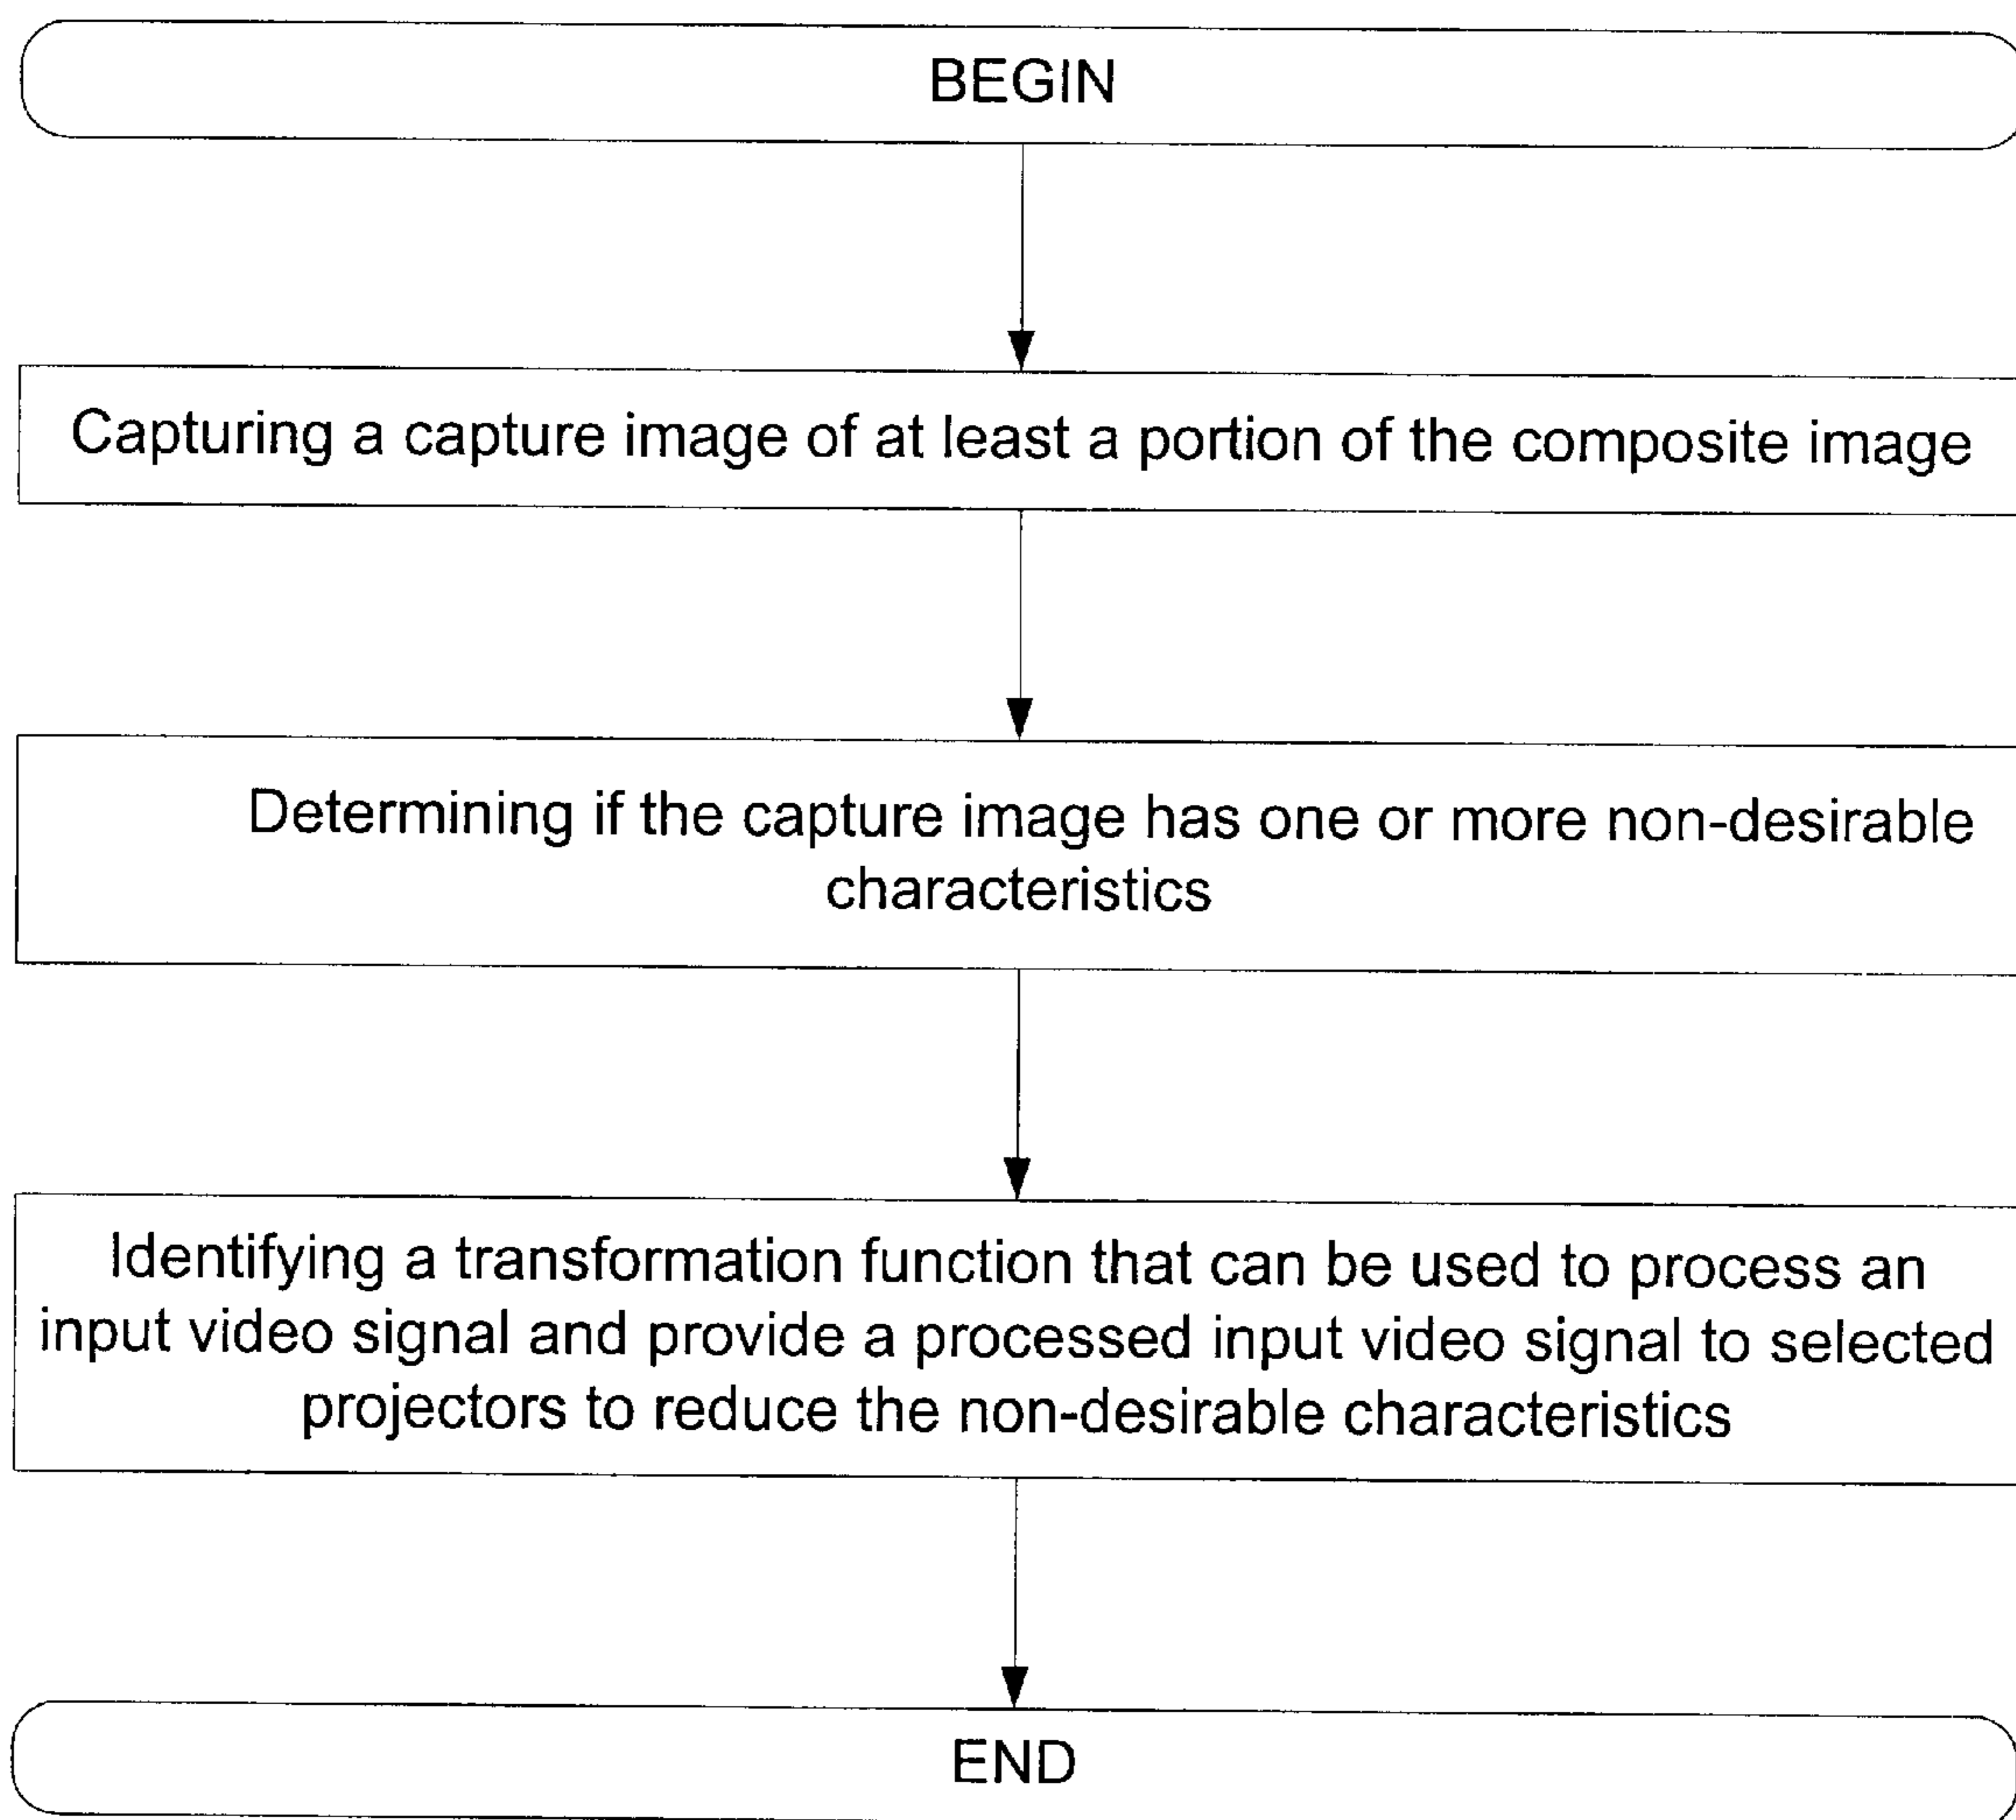 BEGIN
Capturing a capture image of at least a portion of the composite image
Determining if the capture image has one or more non-desirable
characteristics
Identifying a transformation function that can be used to process an
input video signal and provide a processed input video signal to selected
projectors to reduce the non-desirable characteristics
END